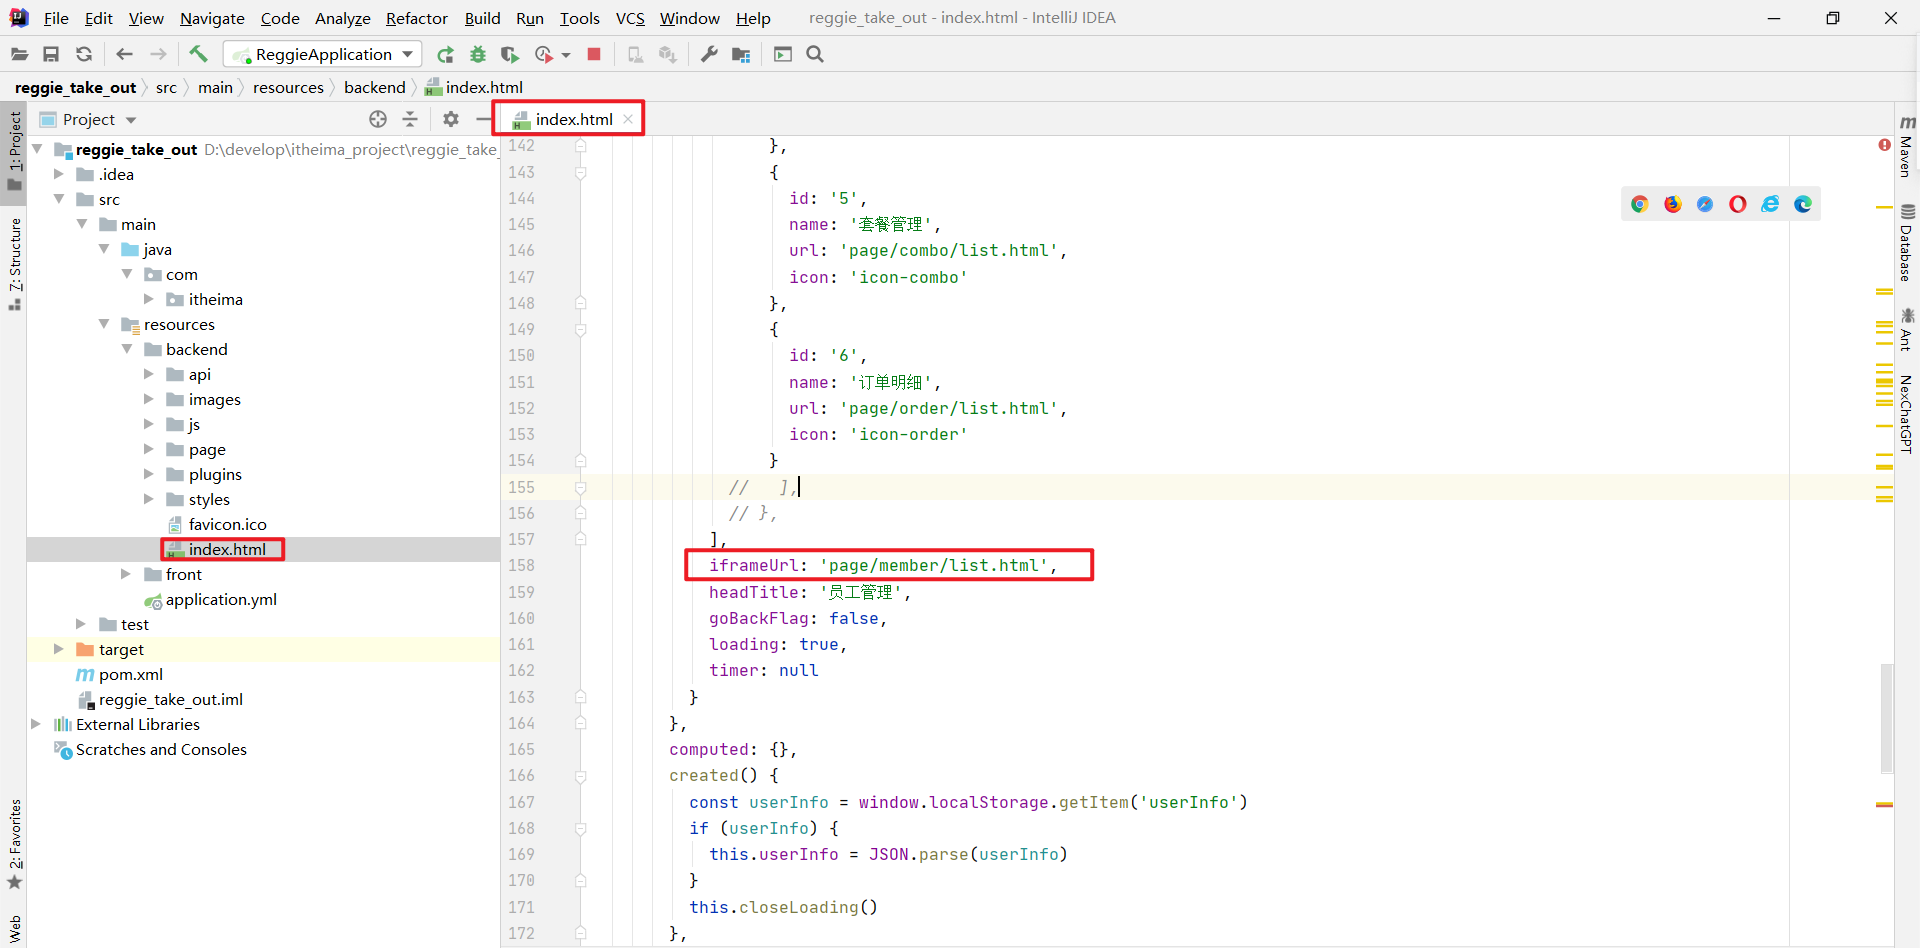 File Edit View Navigate Code Analyze Refactor Build Run Tools VCS Window Help reggie_take_out - index.html - IntelliJ IDEA
ReggieApplication
reggie_take_out src main resources backend index.html
Project
index.html
1: Project
7: Structure
2: Favorites
Web
reggie_take_out D:\develop\itheima_project\reggie_take_
.idea
src
main
java
com
itheima
resources
backend
api
images
js
page
plugins
styles
favicon.ico
index.html
front
application.yml
test
target
pom.xml
reggie_take_out.iml
External Libraries
Scratches and Consoles
142 },
143 {
144 id: '5',
145 name: '套餐管理',
146 url: 'page/combo/list.html',
147 icon: 'icon-combo'
148 },
149 {
150 id: '6',
151 name: '订单明细',
152 url: 'page/order/list.html',
153 icon: 'icon-order'
154 }
155 // ],
156 // },
157 ],
158 iframeUrl: 'page/member/list.html',
159 headTitle: '员工管理',
160 goBackFlag: false,
161 loading: true,
162 timer: null
163 }
164 },
165 computed: {},
166 created() {
167 const userInfo = window.localStorage.getItem('userInfo')
168 if (userInfo) {
169 this.userInfo = JSON.parse(userInfo)
170 }
171 this.closeLoading()
172 },
Maven
Database
Ant
NexChatGPT